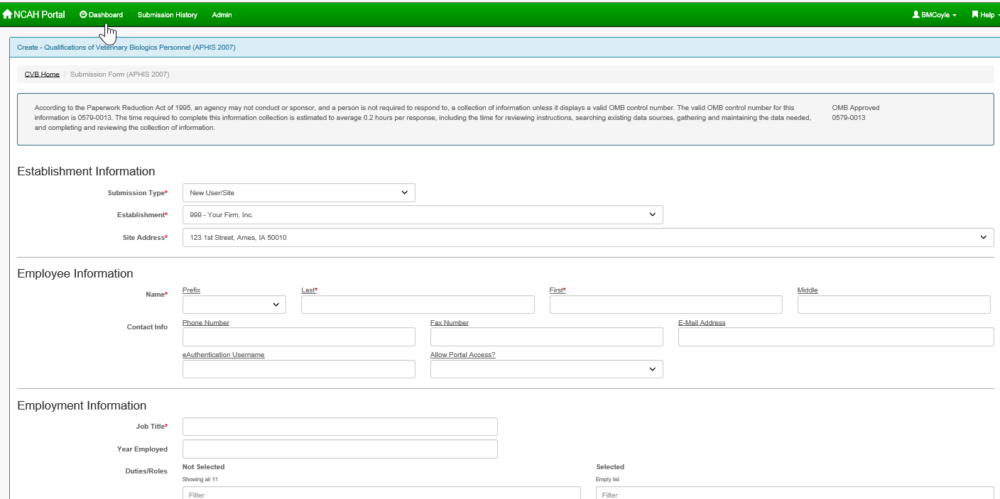 NCAH Portal Dashboard Submission History Admin BMCoyle Help
Create - Qualifications of Veterinary Biologics Personnel (APHIS 2007)
CVB Home / Submission Form (APHIS 2007)
According to the Paperwork Reduction Act of 1995, an agency may not conduct or sponsor, and a person is not required to respond to, a collection of information unless it displays a valid OMB control number. The valid OMB control number for this
information is 0579-0013. The time required to complete this information collection is estimated to average 0.2 hours per response, including the time for reviewing instructions, searching existing data sources, gathering and maintaining the data needed,
and completing and reviewing the collection of information.
OMB Approved
0579-0013
Establishment Information
Submission Type* New User/Site
Establishment* 999 - Your Firm, Inc.
Site Address* 123 1st Street, Ames, IA 50010
Employee Information
Name* Prefix Last* First* Middle
Contact Info Phone Number Fax Number E-Mail Address
eAuthentication Username Allow Portal Access?
Employment Information
Job Title*
Year Employed
Duties/Roles Not Selected Selected
Showing all 11 Empty list
Filter Filter